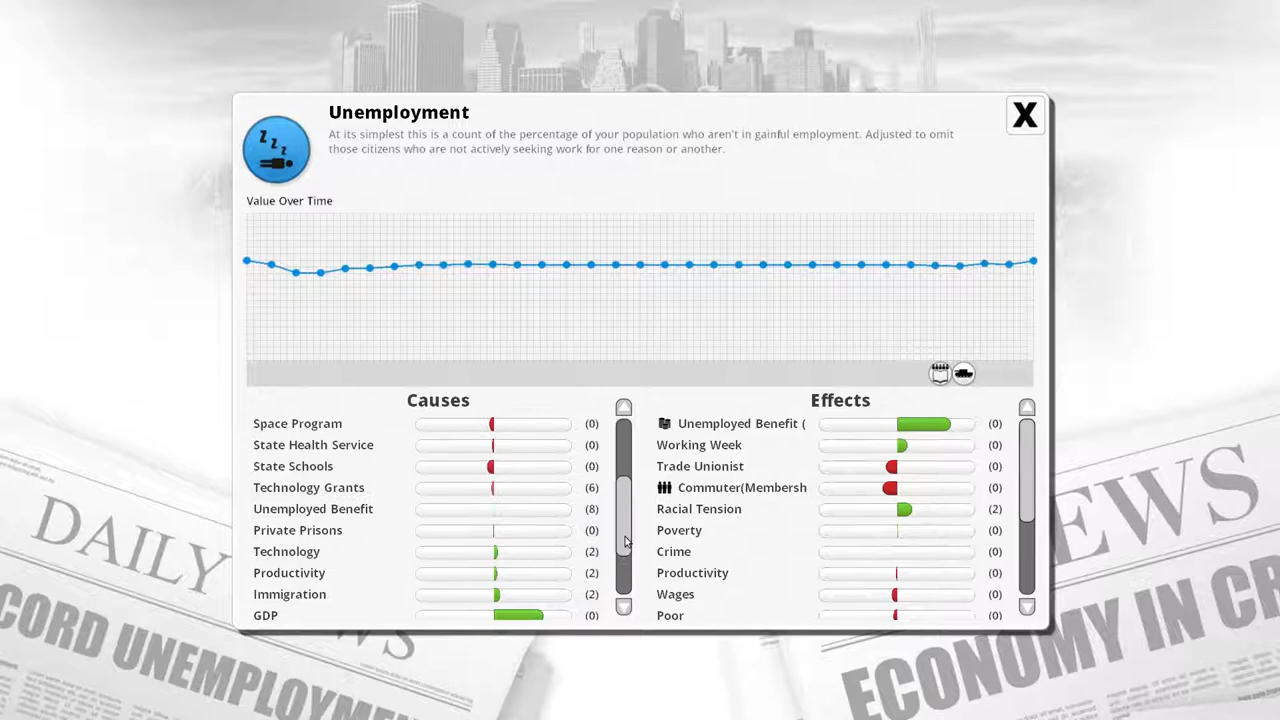 Unemployment
X
At its simplest this is a count of the percentage of your population who aren't in gainful employment. Adjusted to omit
those citizens who are not actively seeking work for one reason or another.
Z Z Z
Value Over Time
Causes
Effects
Space Program (0)
State Health Service (0)
State Schools (0)
Technology Grants (6)
Unemployed Benefit (8)
Private Prisons (0)
Technology (2)
Productivity (2)
Immigration (2)
GDP (0)
Unemployed Benefit ( (0)
Working Week (0)
Trade Unionist (0)
Commuter(Membersh (0)
Racial Tension (2)
Poverty (0)
Crime (0)
Productivity (0)
Wages (0)
Poor (0)
DAILY
NEWS
CORD UNEMPLOYM
ECONOMY IN CR